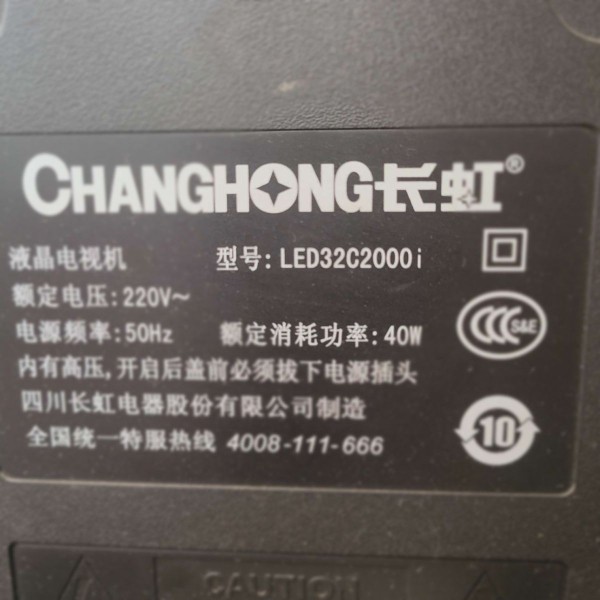 CHANGHONG长虹®
液晶电视机 型号: LED32C2000i
额定电压: 220V~
电源频率: 50Hz 额定消耗功率: 40W
CCC S&E
内有高压,开启后盖前必须拔下电源插头
四川长虹电器股份有限公司制造
10
全国统一特服热线 4008-111-666
CAUTION